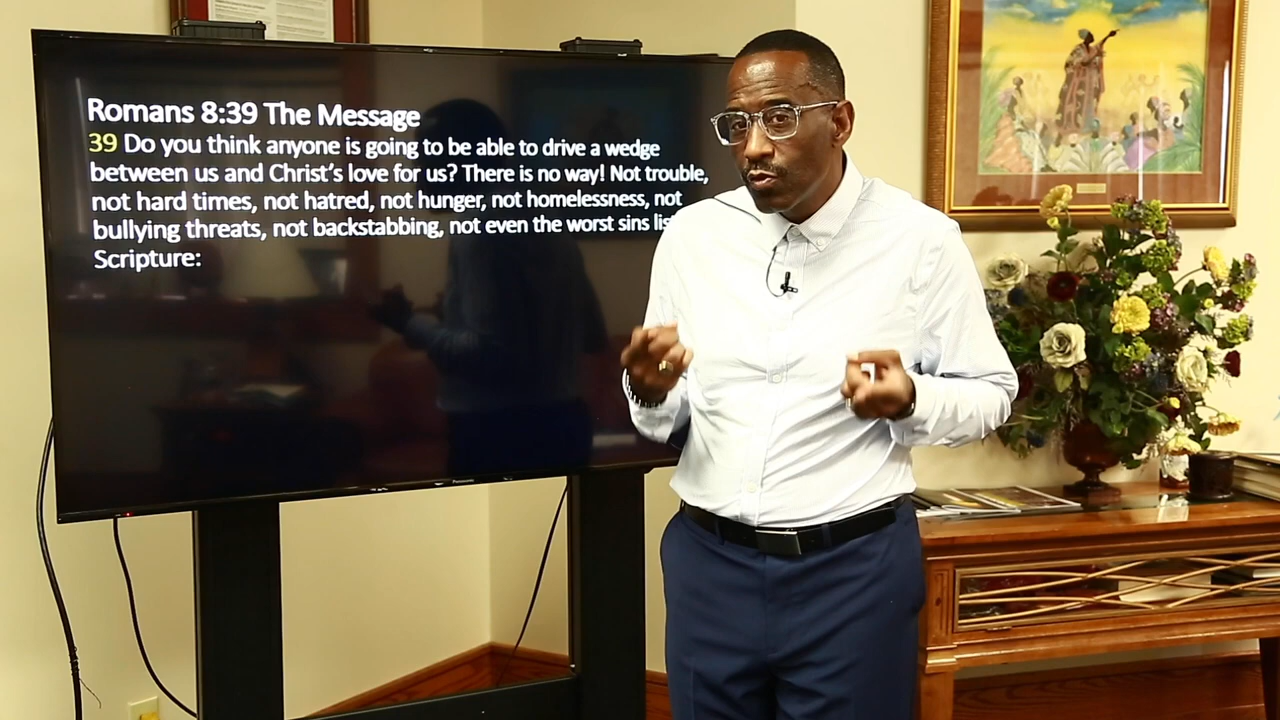 Romans 8:39 The Message
39 Do you think anyone is going to be able to drive a wedge
between us and Christ's love for us? There is no way! Not trouble,
not hard times, not hatred, not hunger, not homelessness, not
bullying threats, not backstabbing, not even the worst sins
Scripture:
Panasonic